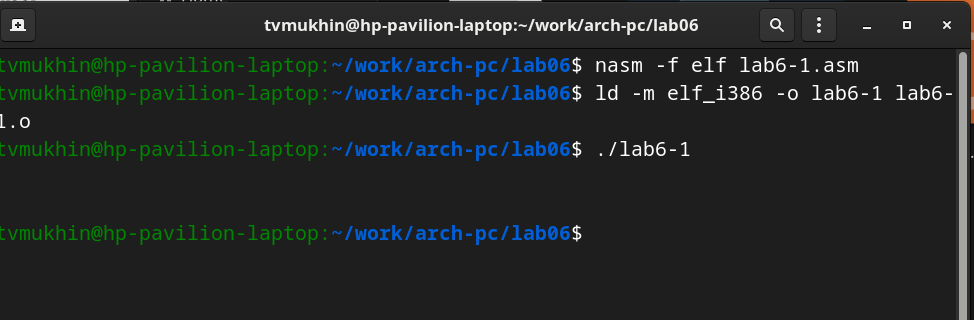 tvmukhin@hp-pavilion-laptop:~/work/arch-pc/lab06
tvmukhin@hp-pavilion-laptop:~/work/arch-pc/lab06$ nasm -f elf lab6-1.asm
tvmukhin@hp-pavilion-laptop:~/work/arch-pc/lab06$ ld -m elf_i386 -o lab6-1 lab6-
1.o
tvmukhin@hp-pavilion-laptop:~/work/arch-pc/lab06$ ./lab6-1
tvmukhin@hp-pavilion-laptop:~/work/arch-pc/lab06$